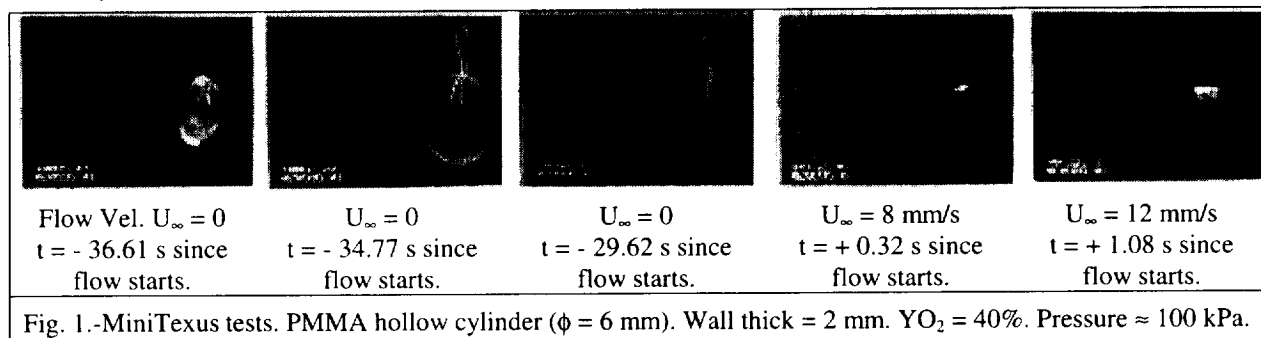 Flow Vel. U∞ = 0
t = - 36.61 s since
flow starts.
U∞ = 0
t = - 34.77 s since
flow starts.
U∞ = 0
t = - 29.62 s since
flow starts.
U∞ = 8 mm/s
t = + 0.32 s since
flow starts.
U∞ = 12 mm/s
t = + 1.08 s since
flow starts.
Fig. 1.-MiniTexus tests. PMMA hollow cylinder (ϕ = 6 mm). Wall thick = 2 mm. YO₂ = 40%. Pressure ≈ 100 kPa.